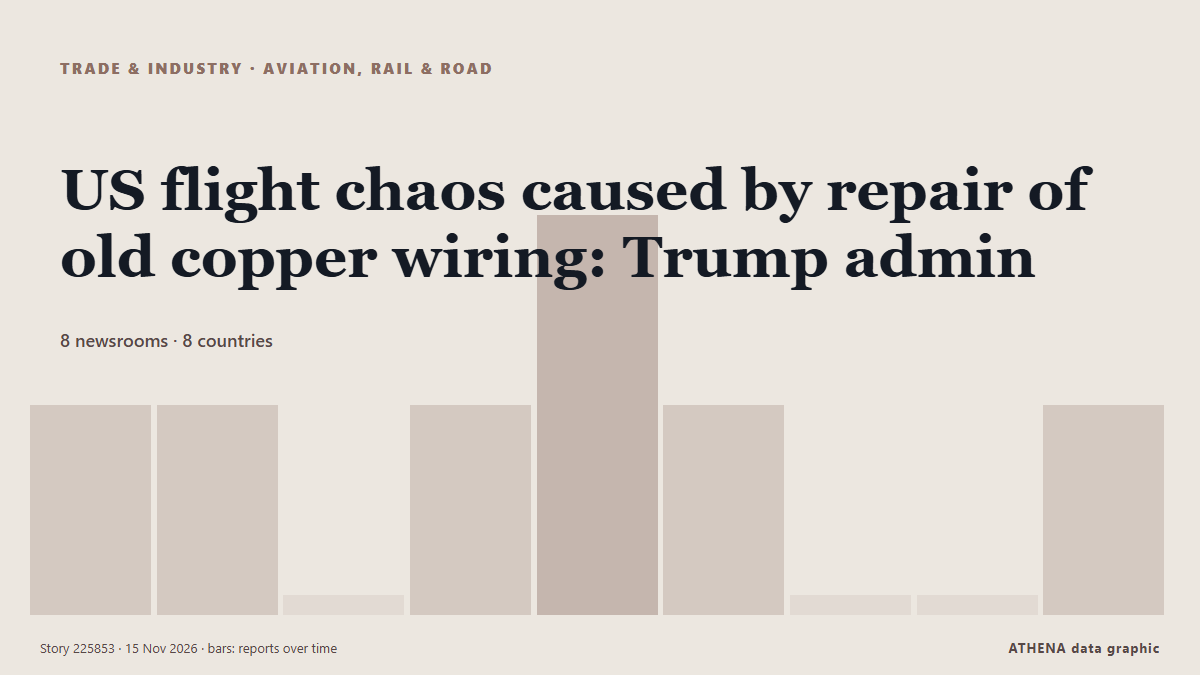 TRADE & INDUSTRY · AVIATION, RAIL & ROAD
US flight chaos caused by repair of
old copper wiring: Trump admin
8 newsrooms · 8 countries
Story 225853 · 15 Nov 2026 · bars: reports over time
ATHENA data graphic